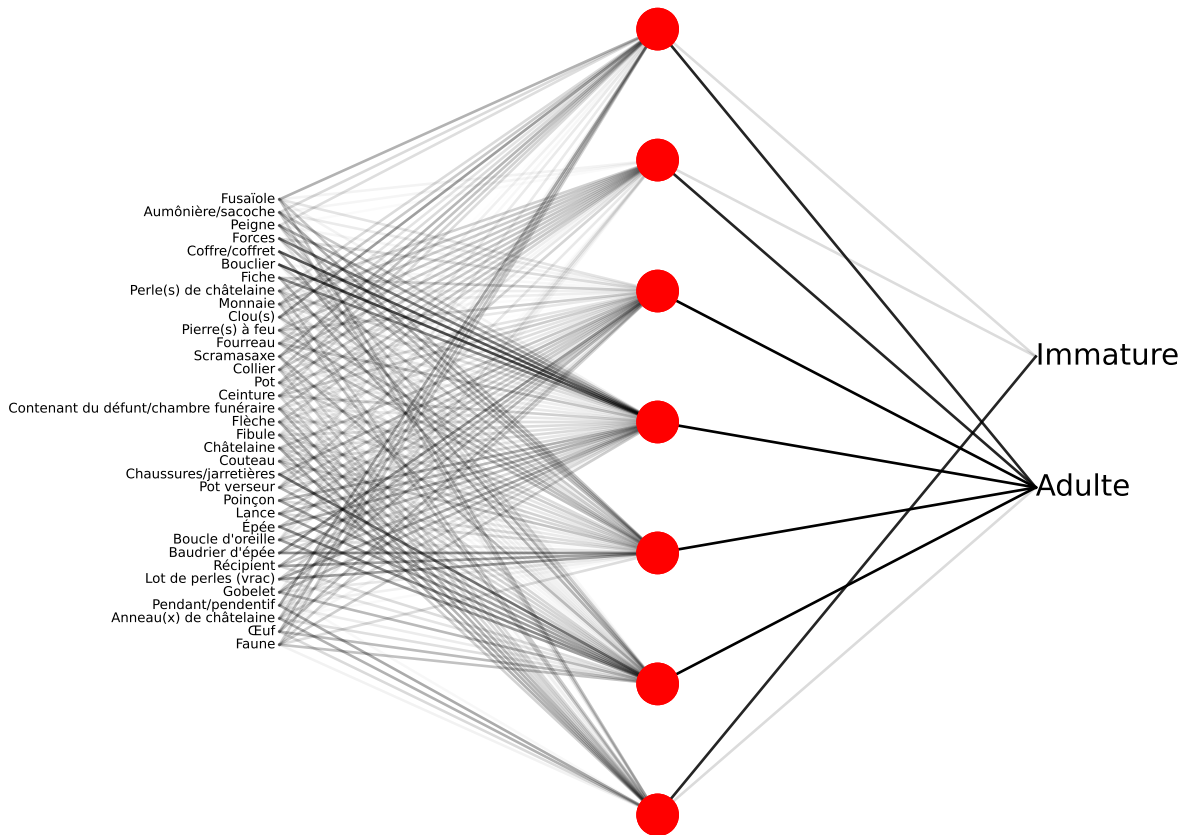 Fusaïole
Aumônière/sacoche
Peigne
Forces
Coffre/coffret
Bouclier
Fiche
Perle(s) de châtelaine
Monnaie
Clou(s)
Pierre(s) à feu
Fourreau
Scramasaxe
Collier
Pot
Ceinture
Contenant du défunt/chambre funéraire
Flèche
Fibule
Châtelaine
Couteau
Chaussures/jarretières
Pot verseur
Poinçon
Lance
Épée
Boucle d'oreille
Baudrier d'épée
Récipient
Lot de perles (vrac)
Gobelet
Pendant/pendentif
Anneau(x) de châtelaine
Œuf
Faune
Immature
Adulte